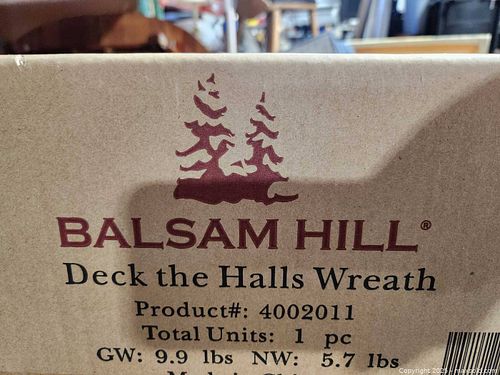 BALSAM HILL®
Deck the Halls Wreath
Product#: 4002011
Total Units: 1 pc
GW: 9.9 lbs NW: 5.7 lbs